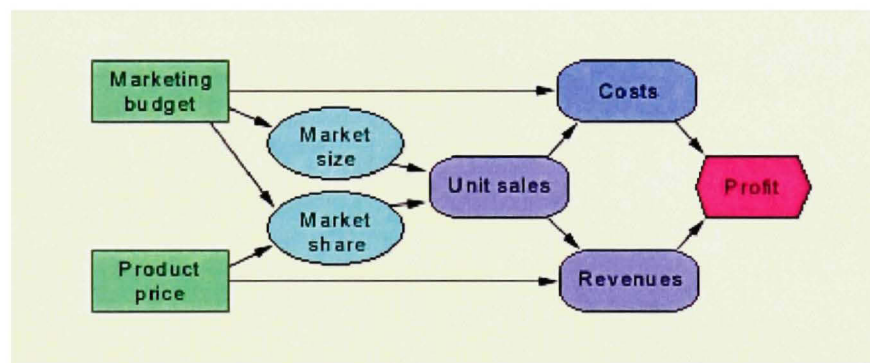 Marketing
budget
Costs
Market
size
Unit sales
Profit
Market
share
Product
price
Revenues